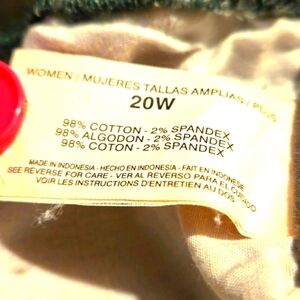 WOMEN / MUJERES TALLAS AMPLIAS / PLUS
20W
98% COTTON - 2% SPANDEX
98% ALGODON - 2% SPANDEX
98% COTON - 2% SPANDEX
MADE IN INDONESIA - HECHO EN INDONESIA - FAIT EN INDONESIE
SEE REVERSE FOR CARE - VER AL REVERSO PARA EL CUIDADO
VOIR LES INSTRUCTIONS D'ENTRETIEN AU DOS